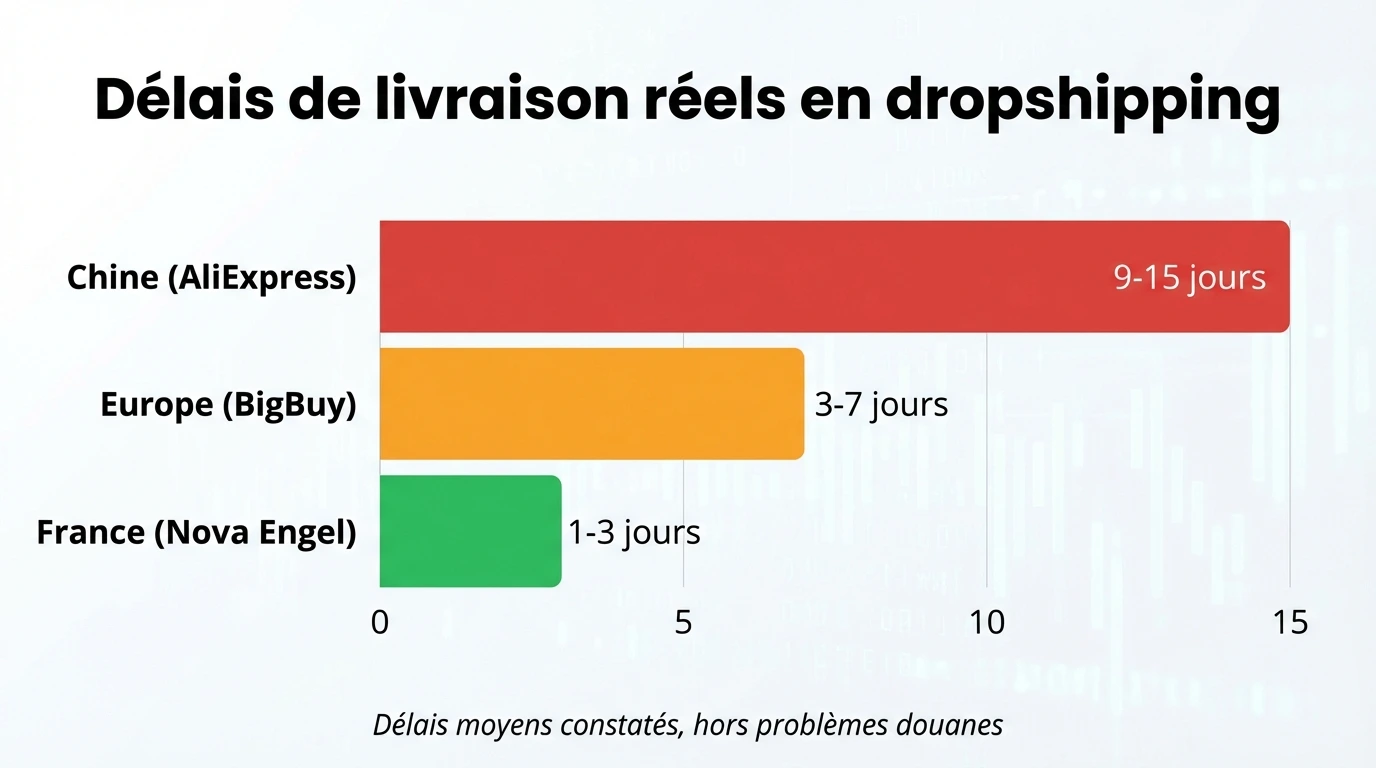 Délais de livraison réels en dropshipping
Chine (AliExpress)
9-15 jours
Europe (BigBuy)
3-7 jours
France (Nova Engel)
1-3 jours
0
5
10
15
Délais moyens constatés, hors problèmes douanes